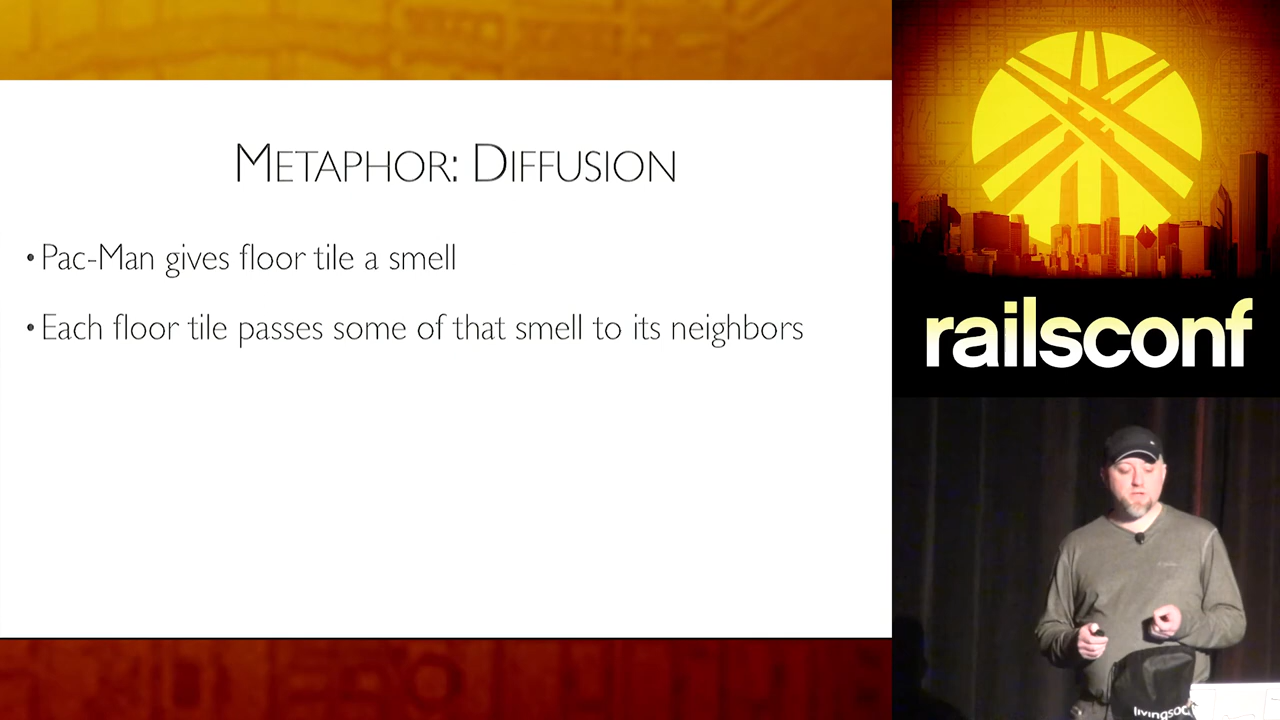 METAPHOR: DIFFUSION
• Pac-Man gives floor tile a smell
• Each floor tile passes some of that smell to its neighbors
railsconf
livingsoc